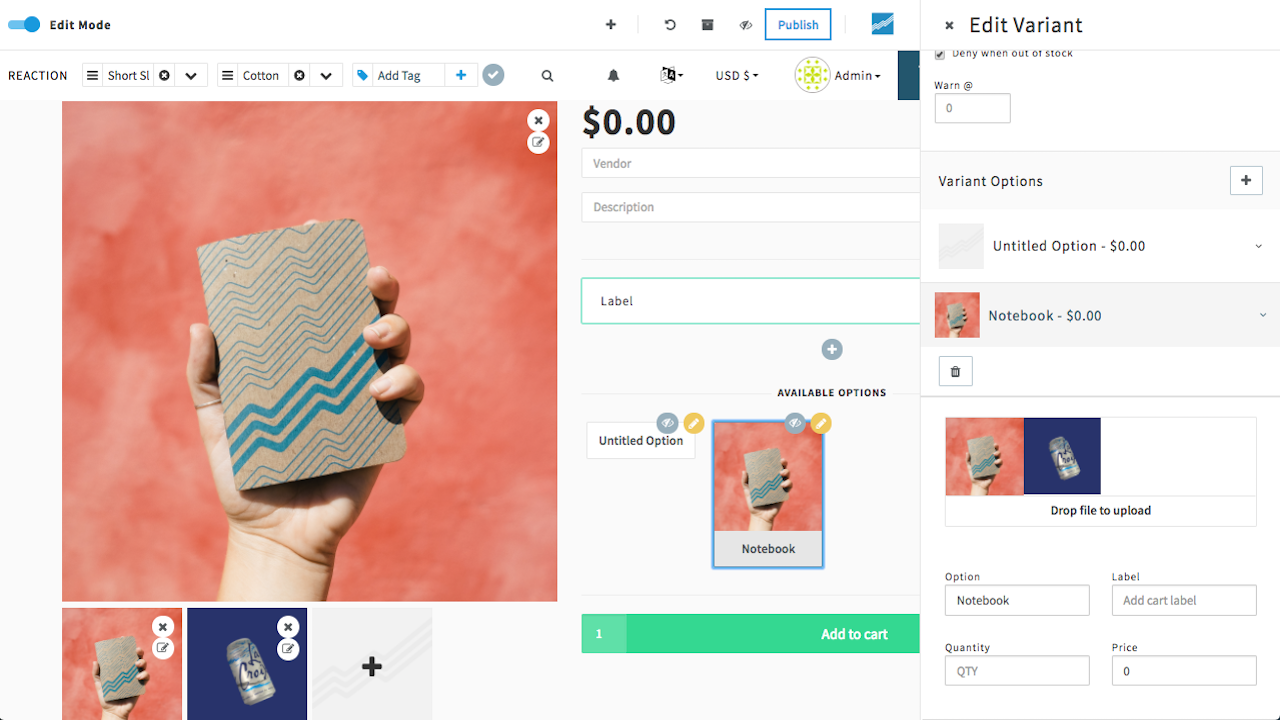 Edit Mode
Publish
REACTION
Short Sl
Cotton
Add Tag
USD $
Admin
$0.00
Vendor
Description
Label
AVAILABLE OPTIONS
Untitled Option
Notebook
1
Add to cart
Edit Variant
Deny when out of stock
Warn @
0
Variant Options
Untitled Option - $0.00
Notebook - $0.00
Drop file to upload
Option
Label
Notebook
Add cart label
Quantity
Price
QTY
0